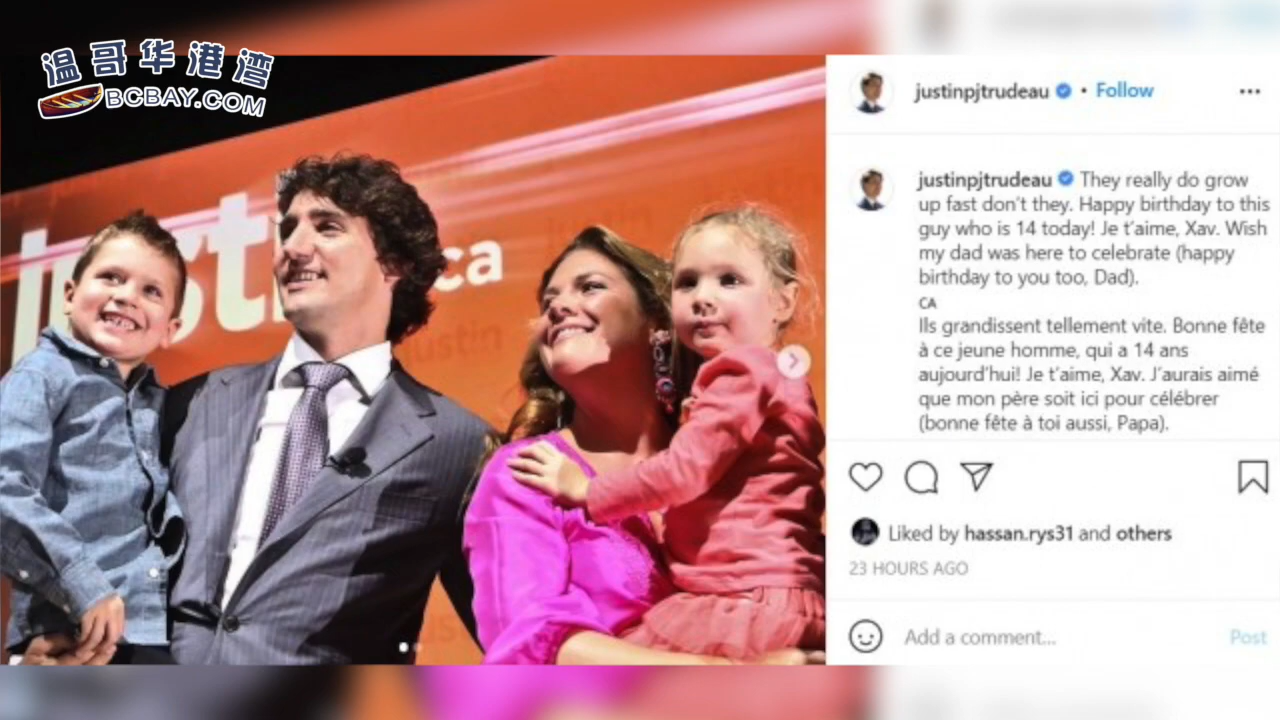 温哥华港湾
BCBAY.COM
justin
ca
justin
justinpjtrudeau • Follow
justinpjtrudeau They really do grow
up fast don't they. Happy birthday to this
guy who is 14 today! Je t'aime, Xav. Wish
my dad was here to celebrate (happy
birthday to you too, Dad).
CA
Ils grandissent tellement vite. Bonne fête
à ce jeune homme, qui a 14 ans
aujourd'hui! Je t'aime, Xav. J'aurais aimé
que mon père soit ici pour célébrer
(bonne fête à toi aussi, Papa).
Liked by hassan.rys31 and others
23 HOURS AGO
Add a comment... Post